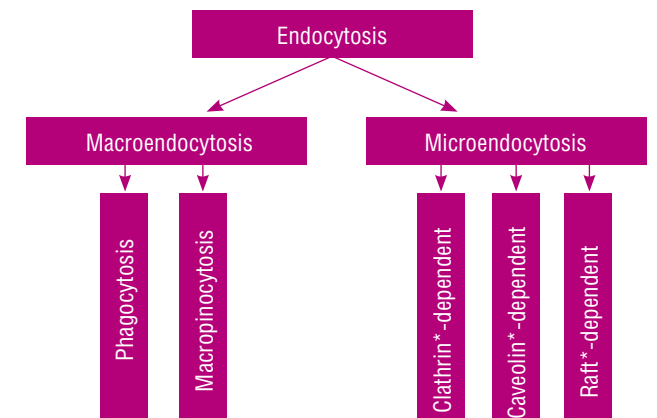 Endocytosis
Macroendocytosis
Microendocytosis
Phagocytosis
Macropinocytosis
Clathrin*-dependent
Caveolin*-dependent
Raft*-dependent